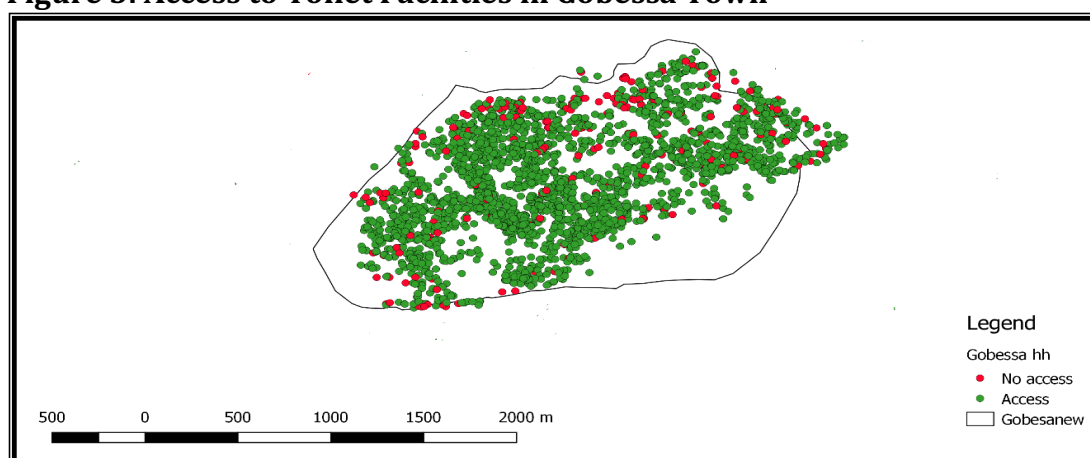 Figure Access to Toilet Facilities in Gobessa Town
Legend
Gobessa hh
No access
Access
Gobesanew
500 0 500 1000 1500 2000 m